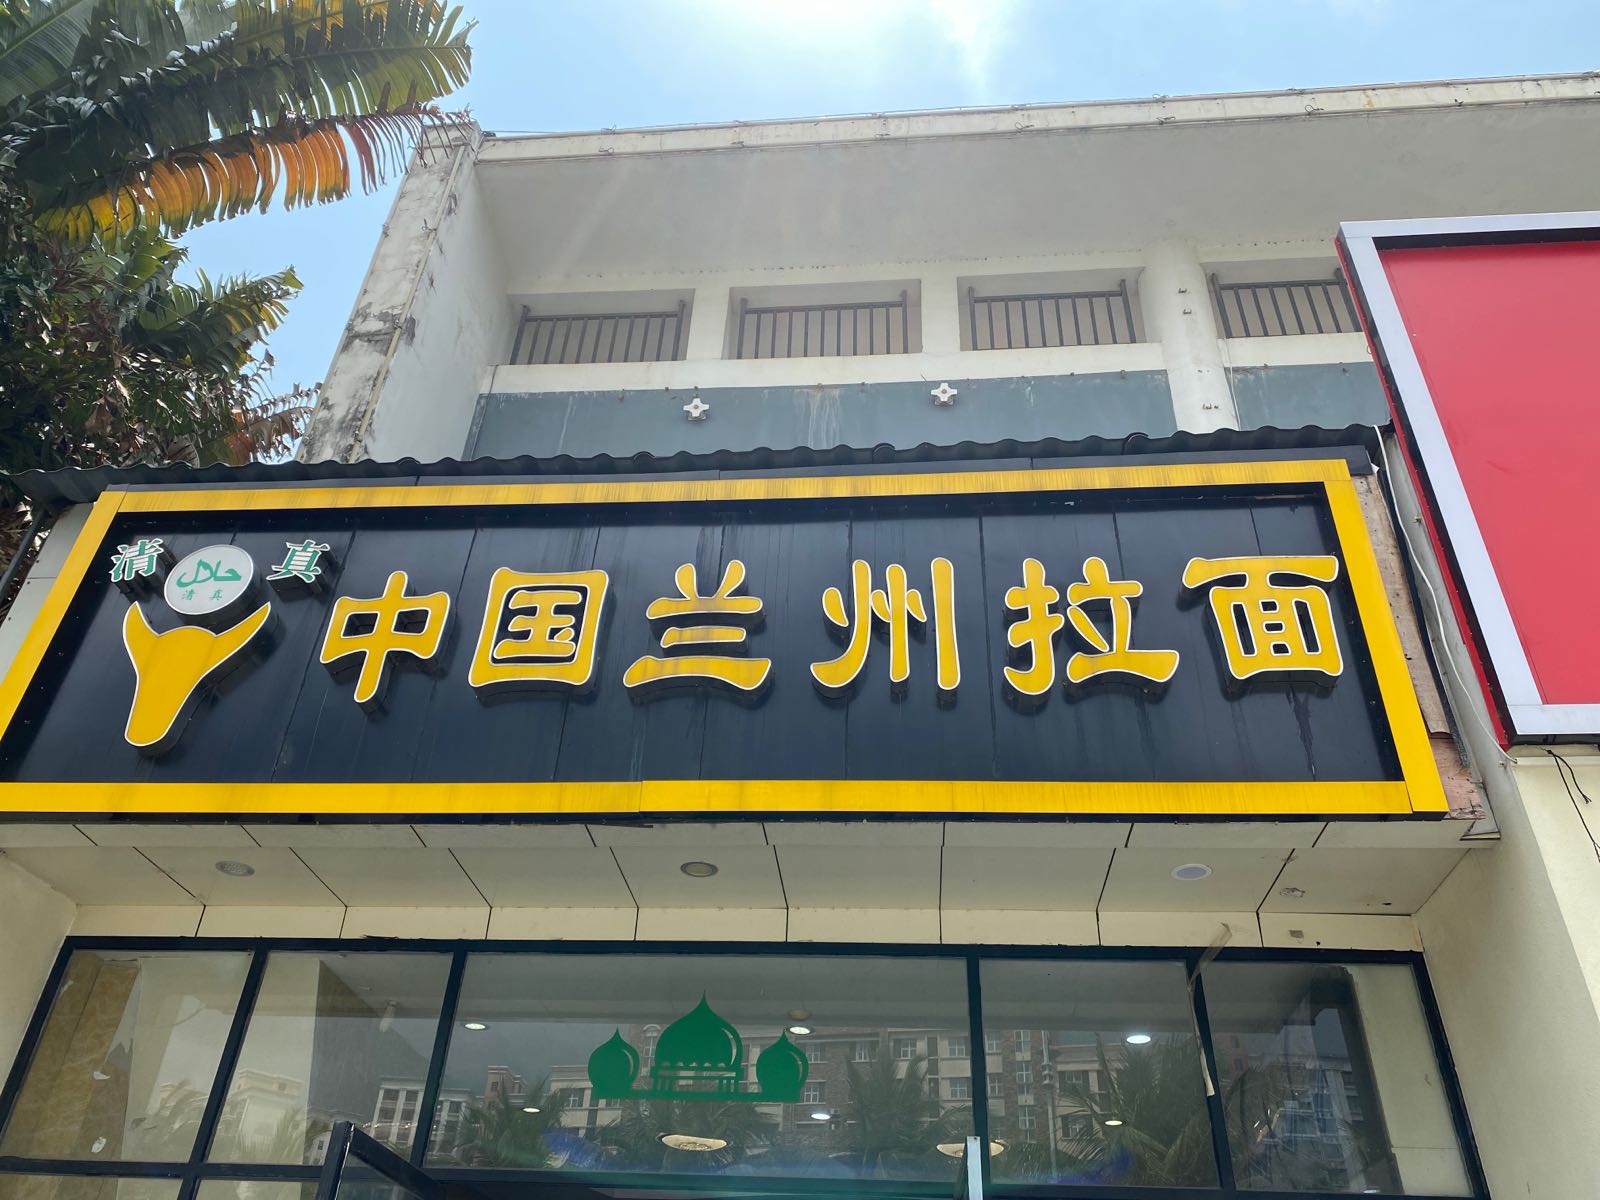 清真
حلال
清真
中国兰州拉面